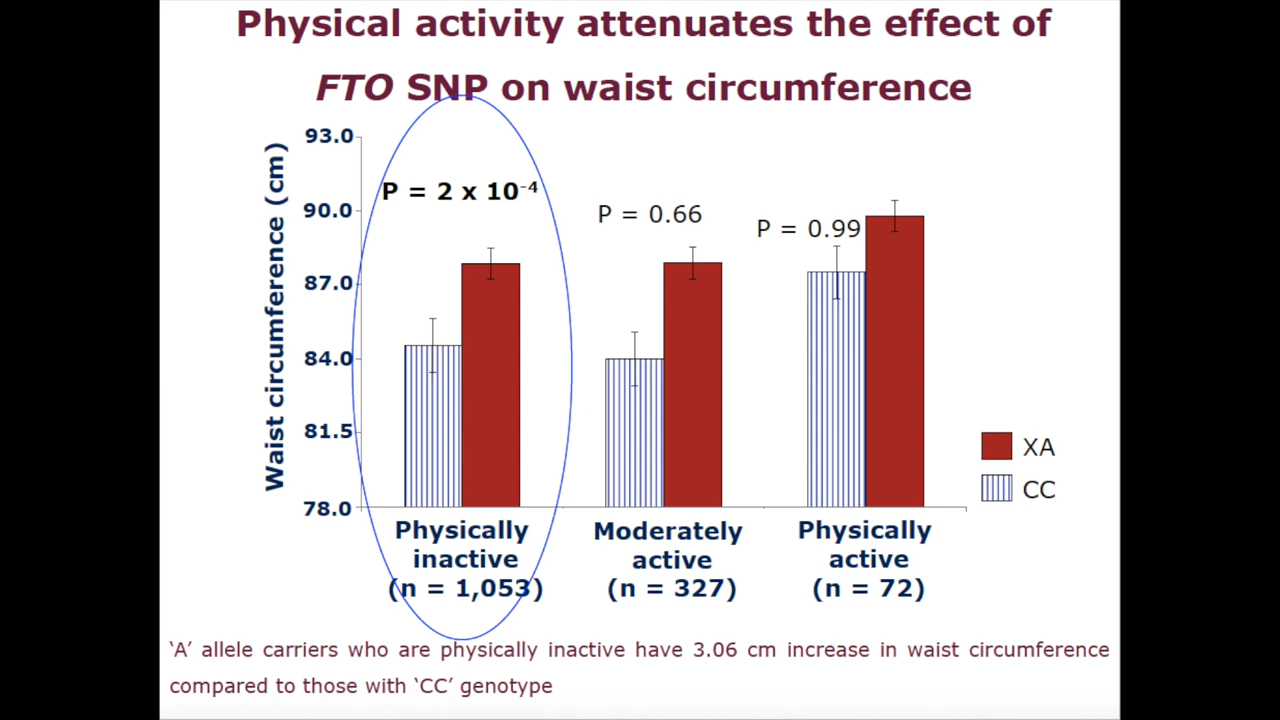 Physical activity attenuates the effect of
FTO SNP on waist circumference
Waist circumference (cm)
93.0
90.0
87.0
84.0
81.5
78.0
P = 2 x 10⁻⁴
P = 0.66
P = 0.99
XA
CC
Physically
inactive
(n = 1,053)
Moderately
active
(n = 327)
Physically
active
(n = 72)
‘A’ allele carriers who are physically inactive have 3.06 cm increase in waist circumference
compared to those with ‘CC’ genotype